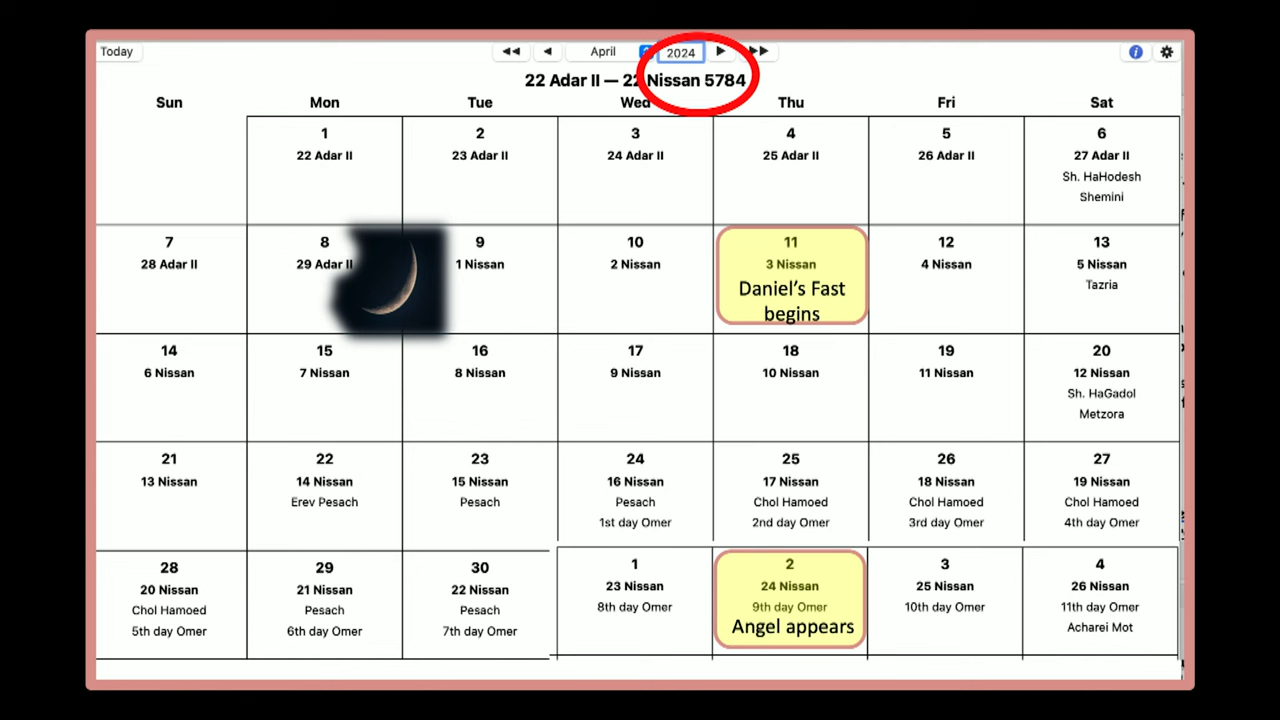 Today
April
2024
22 Adar II — 22 Nissan 5784
Sun Mon Tue Wed Thu Fri Sat
1 2 3 4 5 6
22 Adar II 23 Adar II 24 Adar II 25 Adar II 26 Adar II 27 Adar II
Sh. HaHodesh
Shemini
7 8 9 10 11 12 13
28 Adar II 29 Adar II 1 Nissan 2 Nissan 3 Nissan 4 Nissan 5 Nissan
Daniel's Fast Tazria
begins
14 15 16 17 18 19 20
6 Nissan 7 Nissan 8 Nissan 9 Nissan 10 Nissan 11 Nissan 12 Nissan
Sh. HaGadol
Metzora
21 22 23 24 25 26 27
13 Nissan 14 Nissan 15 Nissan 16 Nissan 17 Nissan 18 Nissan 19 Nissan
Erev Pesach Pesach Pesach Chol Hamoed Chol Hamoed Chol Hamoed
1st day Omer 2nd day Omer 3rd day Omer 4th day Omer
28 29 30 1 2 3 4
20 Nissan 21 Nissan 22 Nissan 23 Nissan 24 Nissan 25 Nissan 26 Nissan
Chol Hamoed Pesach Pesach 8th day Omer 9th day Omer 10th day Omer 11th day Omer
5th day Omer 6th day Omer 7th day Omer Angel appears Acharei Mot